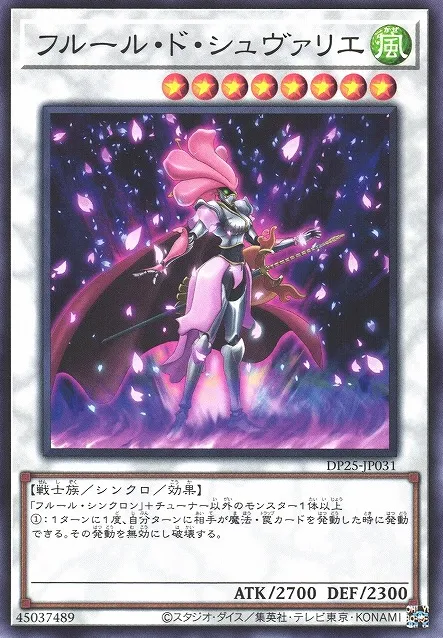 フルール・ド・シュヴァリエ
風
DP25-JP031
【戦士族／シンクロ／効果】
「フルール・シンクロン」＋チューナー以外のモンスター1体以上
①：1ターンに1度、自分ターンに相手が魔法・罠カードを発動した時に発動
できる。その発動を無効にし破壊する。
ATK/2700 DEF/2300
45037489
©スタジオ・ダイス／集英社・テレビ東京・KONAMI